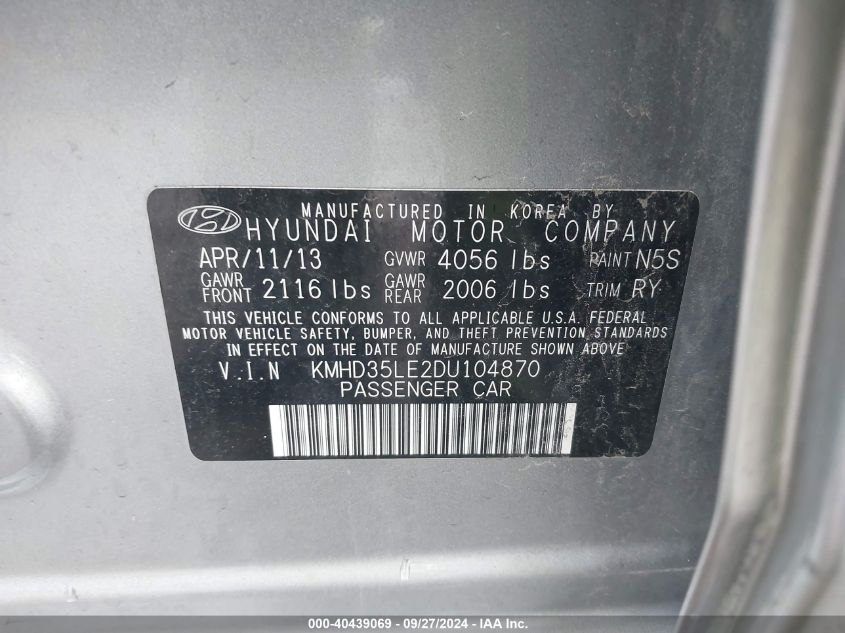 MANUFACTURED IN KOREA BY
HYUNDAI MOTOR COMPANY
APR/11/13 GVWR 4056 lbs PAINT N5S
GAWR FRONT 2116 lbs GAWR REAR 2006 lbs TRIM RY
THIS VEHICLE CONFORMS TO ALL APPLICABLE U.S.A. FEDERAL
MOTOR VEHICLE SAFETY, BUMPER, AND THEFT PREVENTION STANDARDS
IN EFFECT ON THE DATE OF MANUFACTURE SHOWN ABOVE
V.I.N KMHD35LE2DU104870
PASSENGER CAR
000-40439069 - 09/27/2024 - IAA Inc.